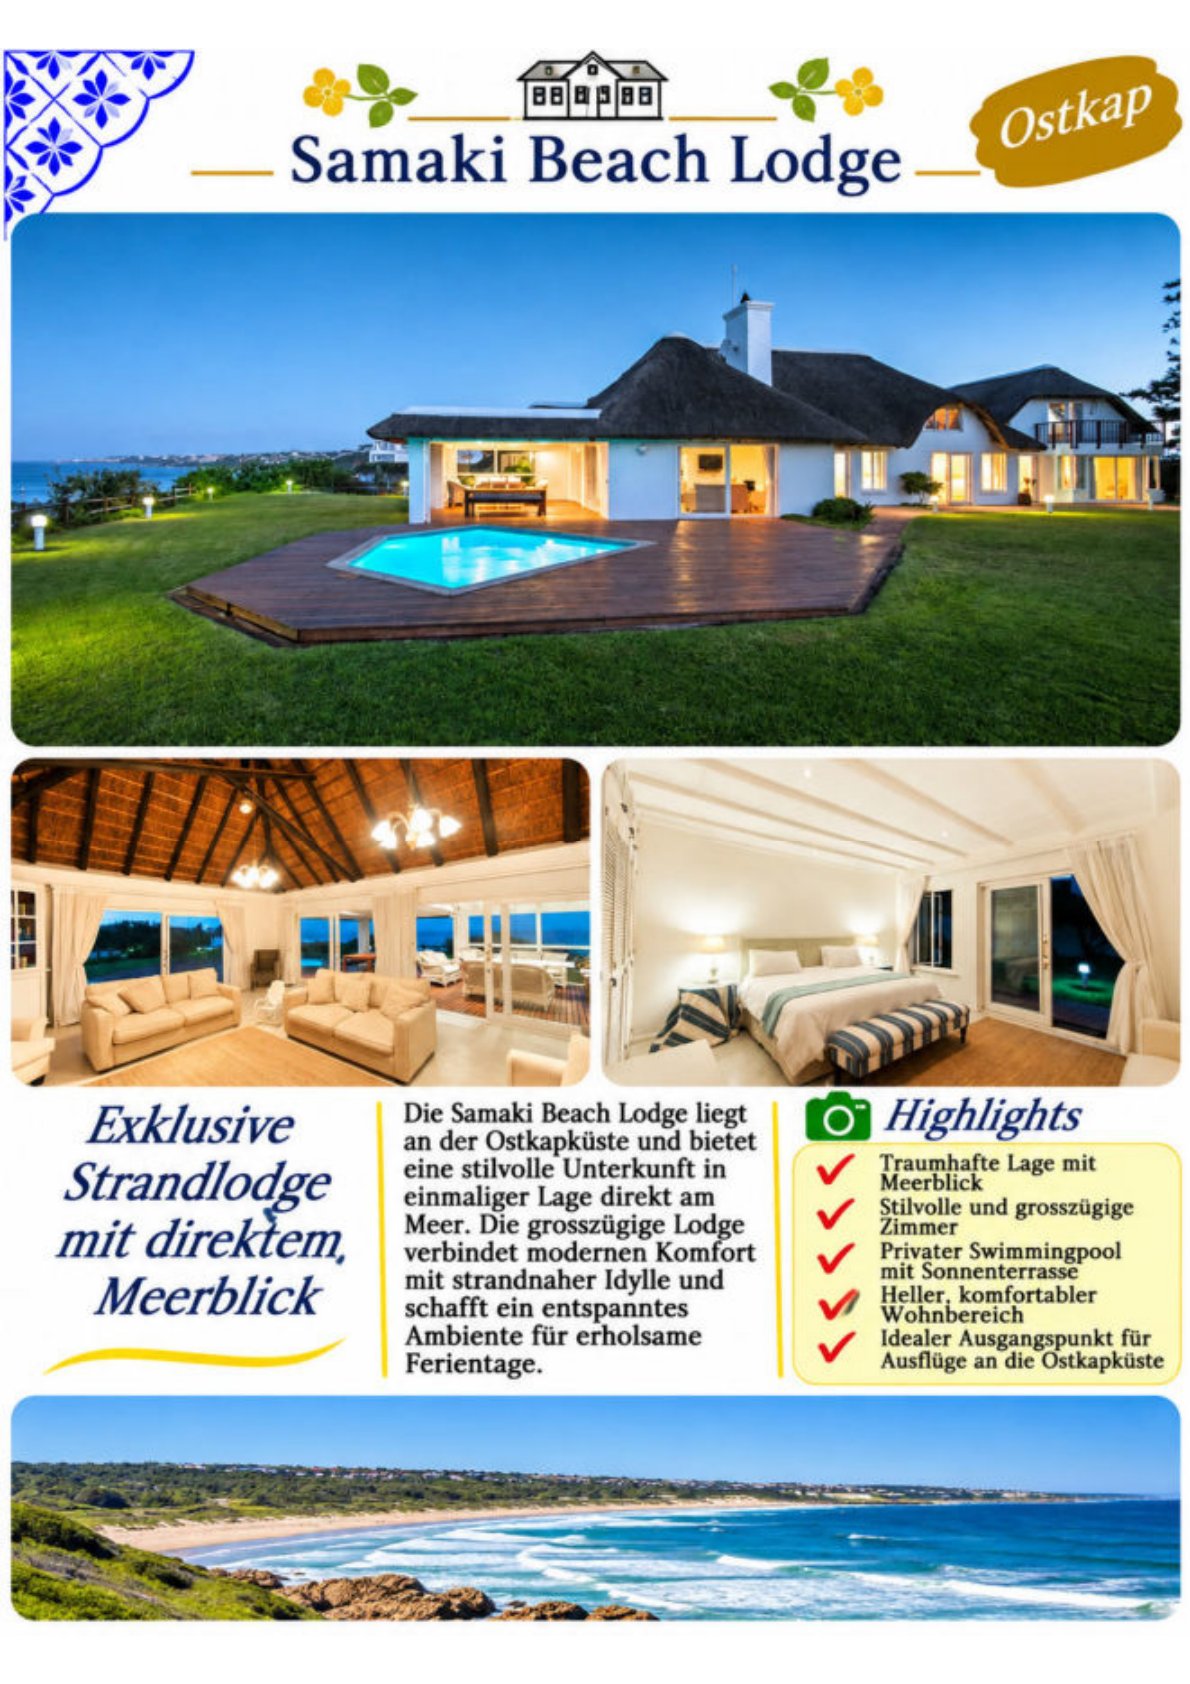 Ostkap
Samaki Beach Lodge
Exklusive
Strandlodge
mit direktem,
Meerblick
Die Samaki Beach Lodge liegt
an der Ostkapküste und bietet
eine stilvolle Unterkunft in
einmaliger Lage direkt am
Meer. Die grosszügige Lodge
verbindet modernen Komfort
mit strandnaher Idylle und
schafft ein entspanntes
Ambiente für erholsame
Ferientage.
Highlights
Traumhafte Lage mit
Meerblick
Stilvolle und grosszügige
Zimmer
Privater Swimmingpool
mit Sonnenterrasse
Heller, komfortabler
Wohnbereich
Idealer Ausgangspunkt für
Ausflüge an die Ostkapküste